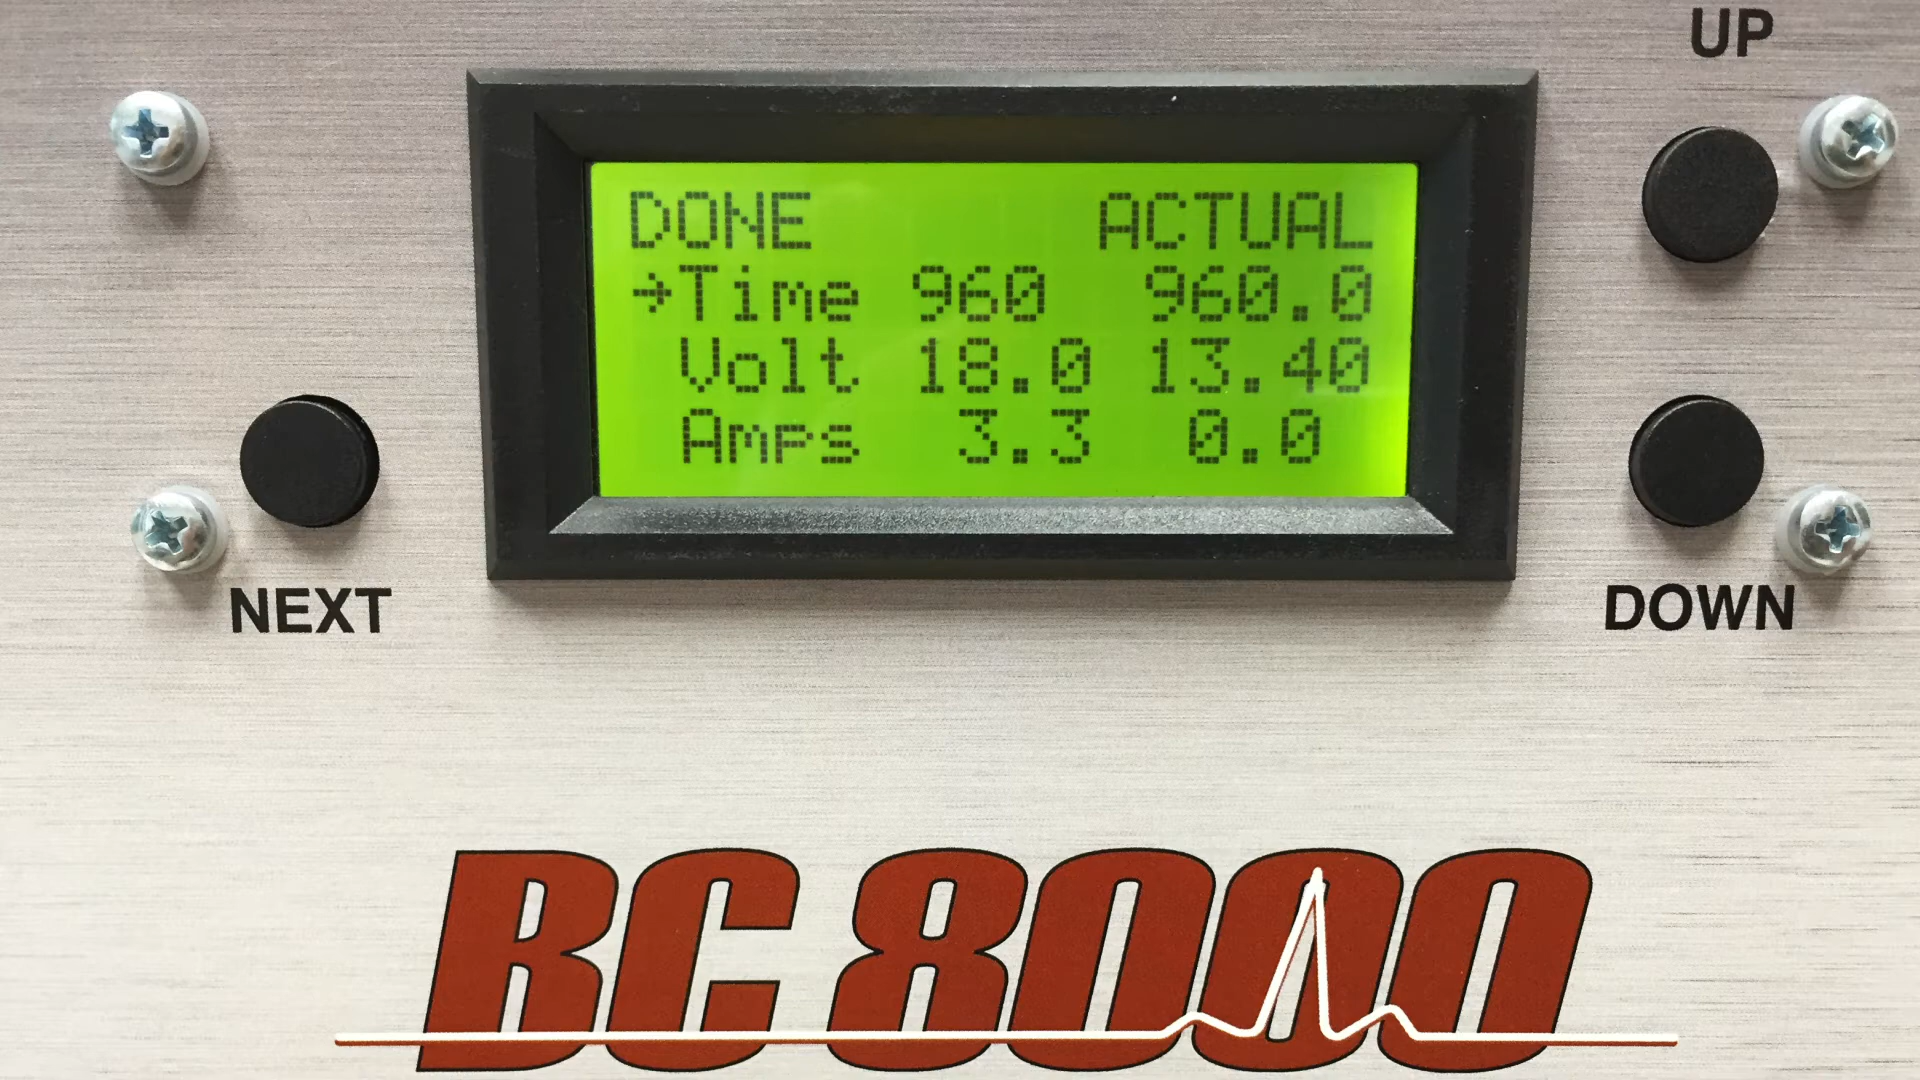 UP
DONE ACTUAL
→Time 960 960.0
Volt 18.0 13.40
Amps 3.3 0.0
NEXT
DOWN
BC 8000